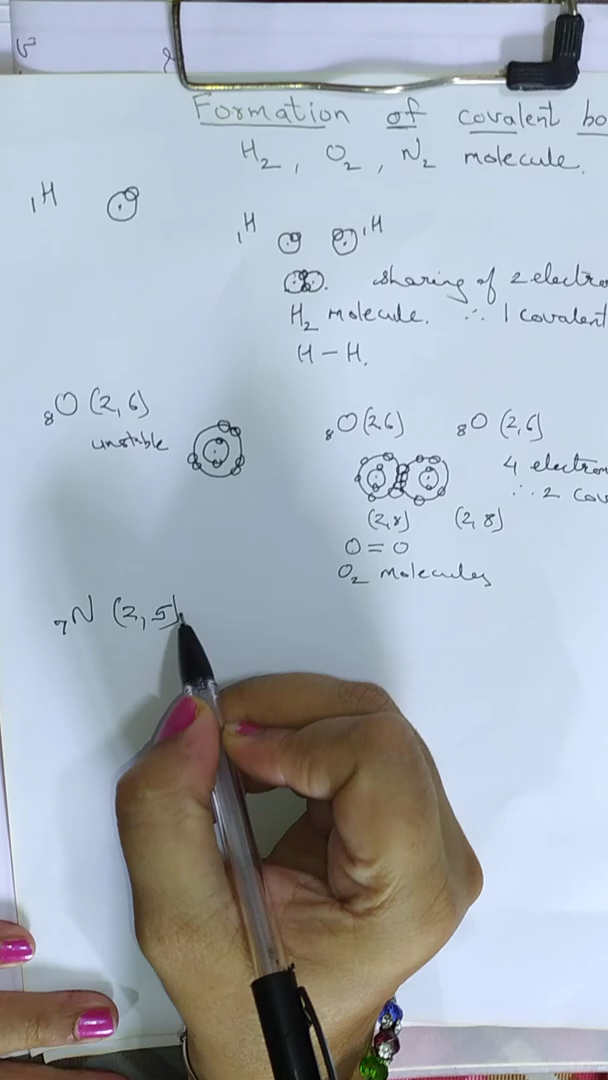 Formation of covalent bo
H₂, O₂, N₂ molecule.
₁H
₁H ₁H
sharing of 2 electro
H₂ molecule. ∴ 1 covalent
H – H.
₈O (2,6)
unstable
₈O (2,6) ₈O (2,6)
4 electron
∴ 2 cov
(2,8) (2,8)
O = O
O₂ molecules
₇N (2,5)